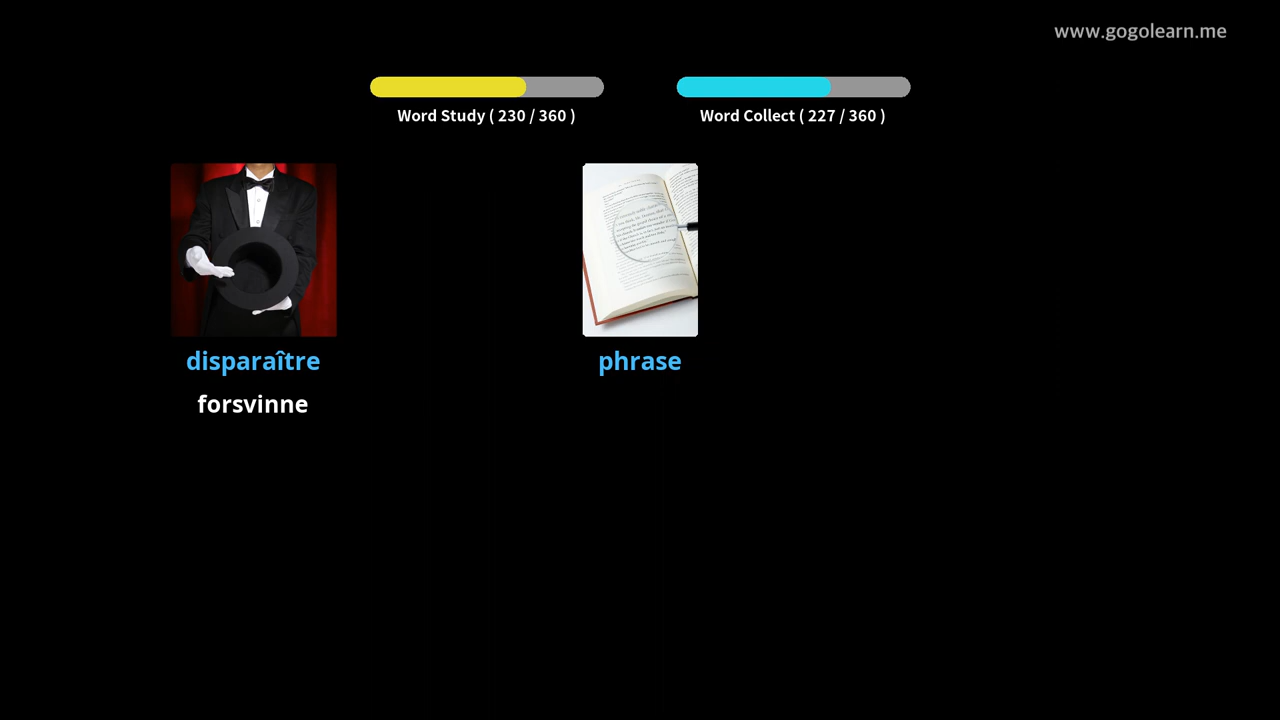 www.gogolearn.me
Word Study ( 230 / 360 )
Word Collect ( 227 / 360 )
disparaître
phrase
forsvinne